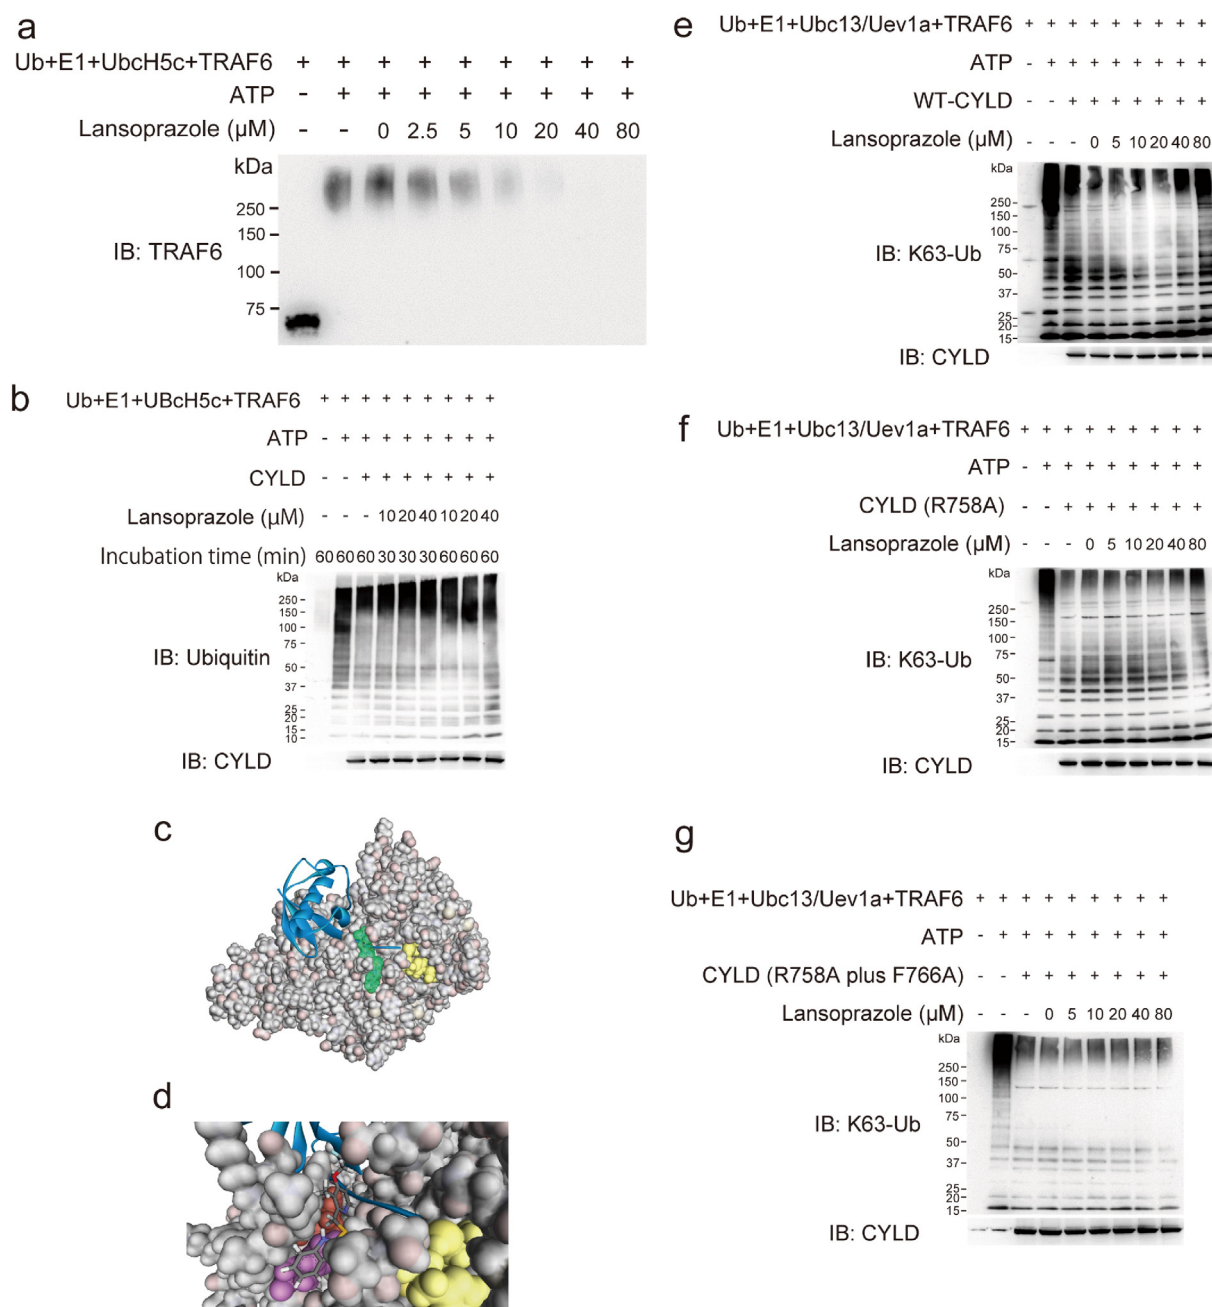 a
Ub+E1+UbcH5c+TRAF6 + + + + + + + + +
ATP - + + + + + + + +
Lansoprazole (μM) - - 0 2.5 5 10 20 40 80
kDa
250
150
IB: TRAF6
100
75
b
Ub+E1+UBcH5c+TRAF6 + + + + + + + + +
ATP - + + + + + + + +
CYLD - - + + + + + + +
Lansoprazole (μM) - - - 10 20 40 10 20 40
Incubation time (min) 60 60 60 30 30 30 60 60 60
kDa
250
150
100
75
IB: Ubiquitin
50
37
25
20
15
10
IB: CYLD
c
d
e
Ub+E1+Ubc13/Uev1a+TRAF6 + + + + + + + + +
ATP - + + + + + + + +
WT-CYLD - - + + + + + + +
Lansoprazole (μM) - - - 0 5 10 20 40 80
kDa
250
150
100
75
IB: K63-Ub
50
37
25
20
15
IB: CYLD
f
Ub+E1+Ubc13/Uev1a+TRAF6 + + + + + + + + +
ATP - + + + + + + + +
CYLD (R758A) - - + + + + + + +
Lansoprazole (μM) - - - 0 5 10 20 40 80
kDa
250
150
100
75
IB: K63-Ub
50
37
25
20
15
IB: CYLD
g
Ub+E1+Ubc13/Uev1a+TRAF6 + + + + + + + + +
ATP - + + + + + + + +
CYLD (R758A plus F766A) - - + + + + + + +
Lansoprazole (μM) - - - 0 5 10 20 40 80
kDa
250
150
100
75
IB: K63-Ub
50
37
25
20
15
IB: CYLD